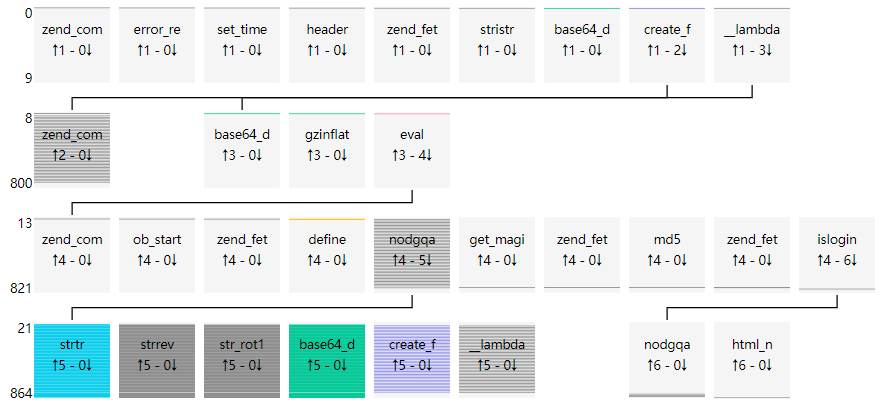 0
zend_com error_re set_time header zend_fet stristr base64_d create_f __lambda
↑1 - 0↓ ↑1 - 0↓ ↑1 - 0↓ ↑1 - 0↓ ↑1 - 0↓ ↑1 - 0↓ ↑1 - 0↓ ↑1 - 2↓ ↑1 - 3↓
9
8
zend_com base64_d gzinflat eval
↑2 - 0↓ ↑3 - 0↓ ↑3 - 0↓ ↑3 - 4↓
800
13
zend_com ob_start zend_fet define nodgqa get_magi zend_fet md5 zend_fet islogin
↑4 - 0↓ ↑4 - 0↓ ↑4 - 0↓ ↑4 - 0↓ ↑4 - 5↓ ↑4 - 0↓ ↑4 - 0↓ ↑4 - 0↓ ↑4 - 0↓ ↑4 - 6↓
821
21
strtr strrev str_rot1 base64_d create_f __lambda nodgqa html_n
↑5 - 0↓ ↑5 - 0↓ ↑5 - 0↓ ↑5 - 0↓ ↑5 - 0↓ ↑5 - 0↓ ↑6 - 0↓ ↑6 - 0↓
864